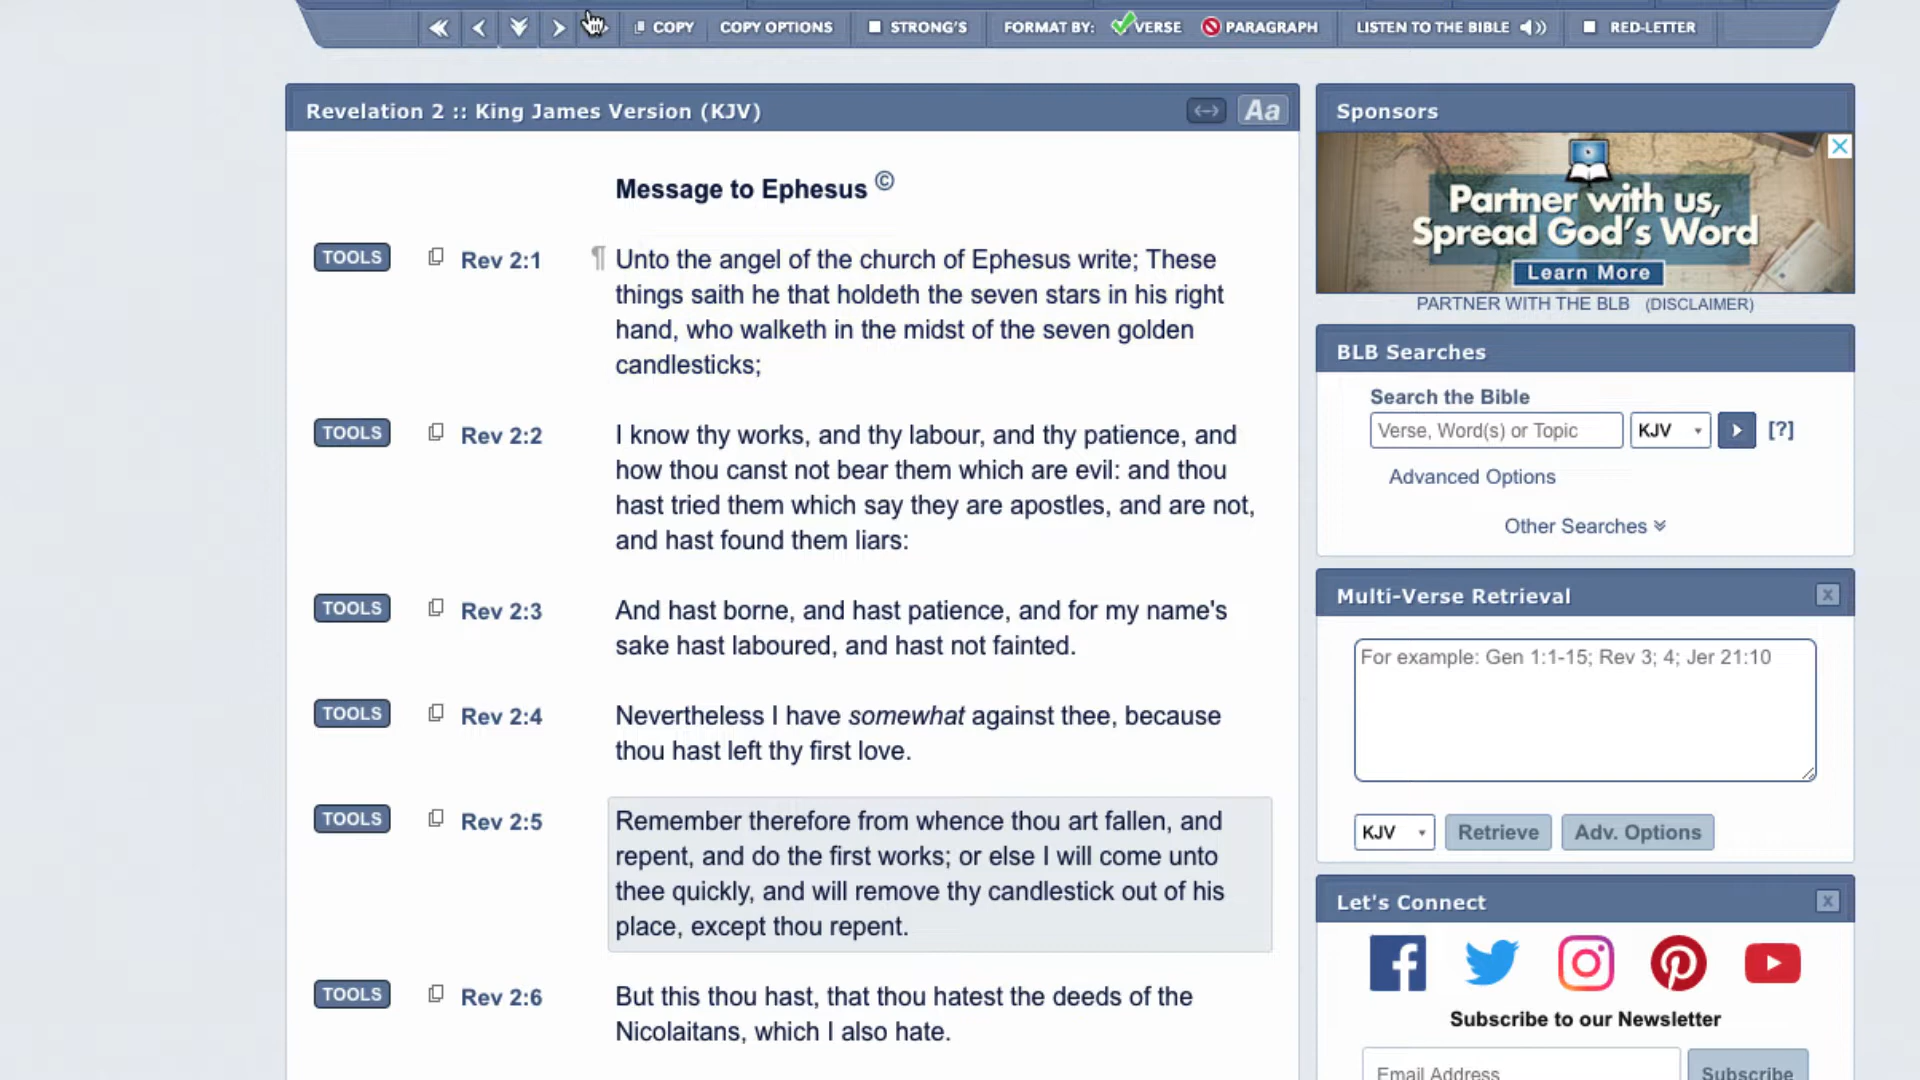 COPY COPY OPTIONS STRONG'S FORMAT BY: VERSE PARAGRAPH LISTEN TO THE BIBLE RED-LETTER
Revelation 2 :: King James Version (KJV)
Aa
Message to Ephesus ©
TOOLS Rev 2:1 ¶ Unto the angel of the church of Ephesus write; These
things saith he that holdeth the seven stars in his right
hand, who walketh in the midst of the seven golden
candlesticks;
TOOLS Rev 2:2 I know thy works, and thy labour, and thy patience, and
how thou canst not bear them which are evil: and thou
hast tried them which say they are apostles, and are not,
and hast found them liars:
TOOLS Rev 2:3 And hast borne, and hast patience, and for my name's
sake hast laboured, and hast not fainted.
TOOLS Rev 2:4 Nevertheless I have somewhat against thee, because
thou hast left thy first love.
TOOLS Rev 2:5 Remember therefore from whence thou art fallen, and
repent, and do the first works; or else I will come unto
thee quickly, and will remove thy candlestick out of his
place, except thou repent.
TOOLS Rev 2:6 But this thou hast, that thou hatest the deeds of the
Nicolaitans, which I also hate.
Sponsors
Partner with us,
Spread God's Word
Learn More
PARTNER WITH THE BLB (DISCLAIMER)
BLB Searches
Search the Bible
Verse, Word(s) or Topic KJV [?]
Advanced Options
Other Searches
Multi-Verse Retrieval x
For example: Gen 1:1-15; Rev 3; 4; Jer 21:10
KJV Retrieve Adv. Options
Let's Connect x
Subscribe to our Newsletter
Email Address Subscribe